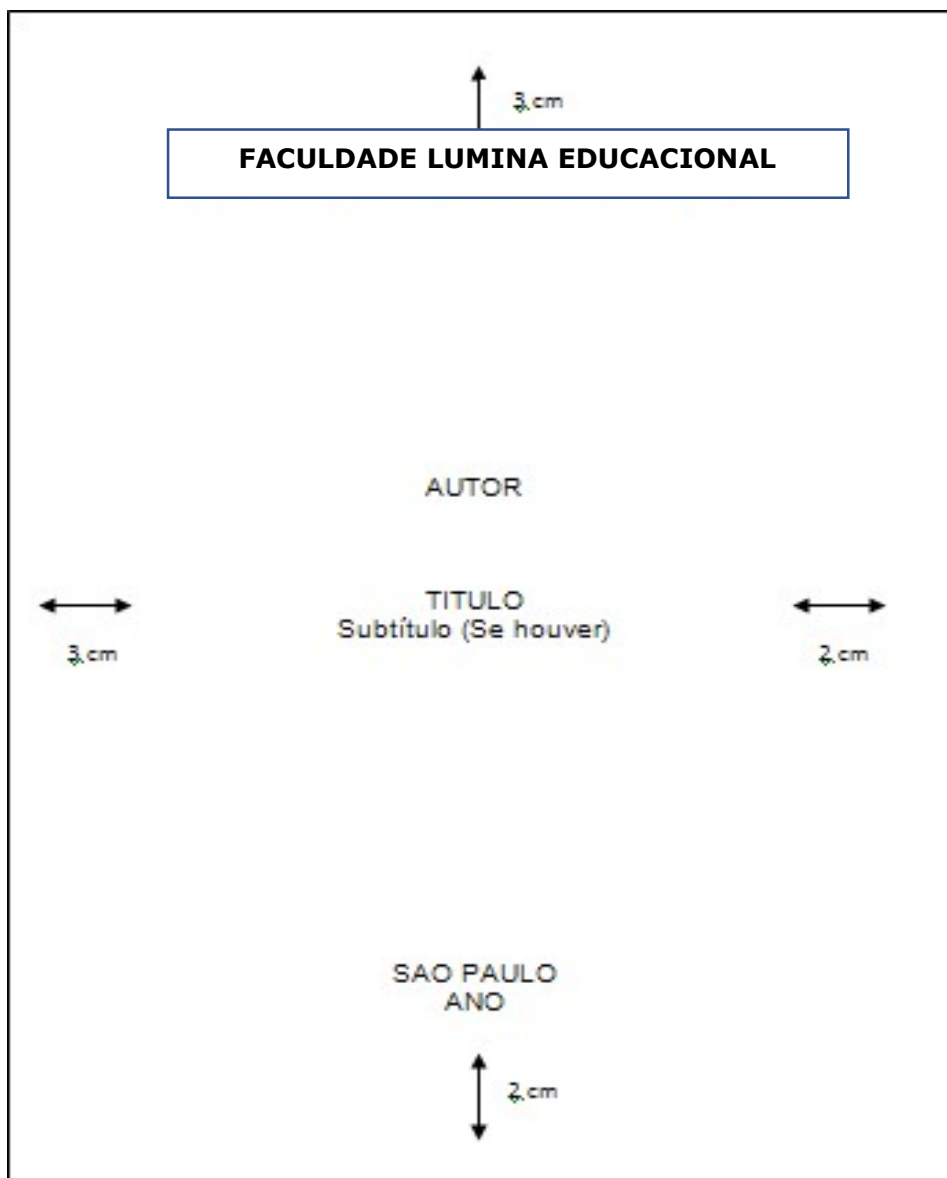 3 cm
FACULDADE LUMINA EDUCACIONAL
AUTOR
TITULO
Subtítulo (Se houver)
3 cm
2 cm
SAO PAULO
ANO
2 cm